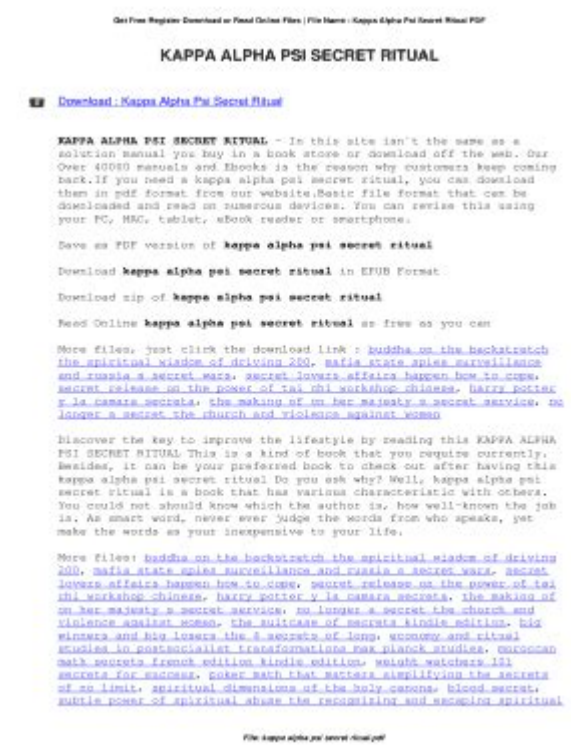 Get Free Register Download or Read Online Files | File Name : Kappa Alpha Psi Secret Ritual PDF
KAPPA ALPHA PSI SECRET RITUAL
Download : Kappa Alpha Psi Secret Ritual
KAPPA ALPHA PSI SECRET RITUAL - In this site isn`t the same as a
solution manual you buy in a book store or download off the web. Our
Over 40000 manuals and Ebooks is the reason why customers keep coming
back.If you need a kappa alpha psi secret ritual, you can download
them in pdf format from our website.Basic file format that can be
downloaded and read on numerous devices. You can revise this using
your PC, MAC, tablet, eBook reader or smartphone.
Save as PDF version of kappa alpha psi secret ritual
Download kappa alpha psi secret ritual in EPUB Format
Download zip of kappa alpha psi secret ritual
Read Online kappa alpha psi secret ritual as free as you can
More files, just click the download link : buddha on the backstretch
the spiritual wisdom of driving 200, mafia state spies surveillance
and russia s secret wars, secret lovers affairs happen how to cope,
secret release on the power of tai chi workshop chinese, harry potter
y la camara secreta, the making of on her majesty s secret service, no
longer a secret the church and violence against women
Discover the key to improve the lifestyle by reading this KAPPA ALPHA
PSI SECRET RITUAL This is a kind of book that you require currently.
Besides, it can be your preferred book to check out after having this
kappa alpha psi secret ritual Do you ask why? Well, kappa alpha psi
secret ritual is a book that has various characteristic with others.
You could not should know which the author is, how well-known the job
is. As smart word, never ever judge the words from who speaks, yet
make the words as your inexpensive to your life.
More files: buddha on the backstretch the spiritual wisdom of driving
200, mafia state spies surveillance and russia s secret wars, secret
lovers affairs happen how to cope, secret release on the power of tai
chi workshop chinese, harry potter y la camara secreta, the making of
on her majesty s secret service, no longer a secret the church and
violence against women, the suitcase of secrets kindle edition, big
winners and big losers the 4 secrets of long, economy and ritual
studies in postsocialist transformations max planck studies, moroccan
math secrets french edition kindle edition, weight watchers 101
secrets for success, poker math that matters simplifying the secrets
of no limit, spiritual dimensions of the holy canons, blood secret,
subtle power of spiritual abuse the recognizing and escaping spiritual
File: kappa alpha psi secret ritual.pdf